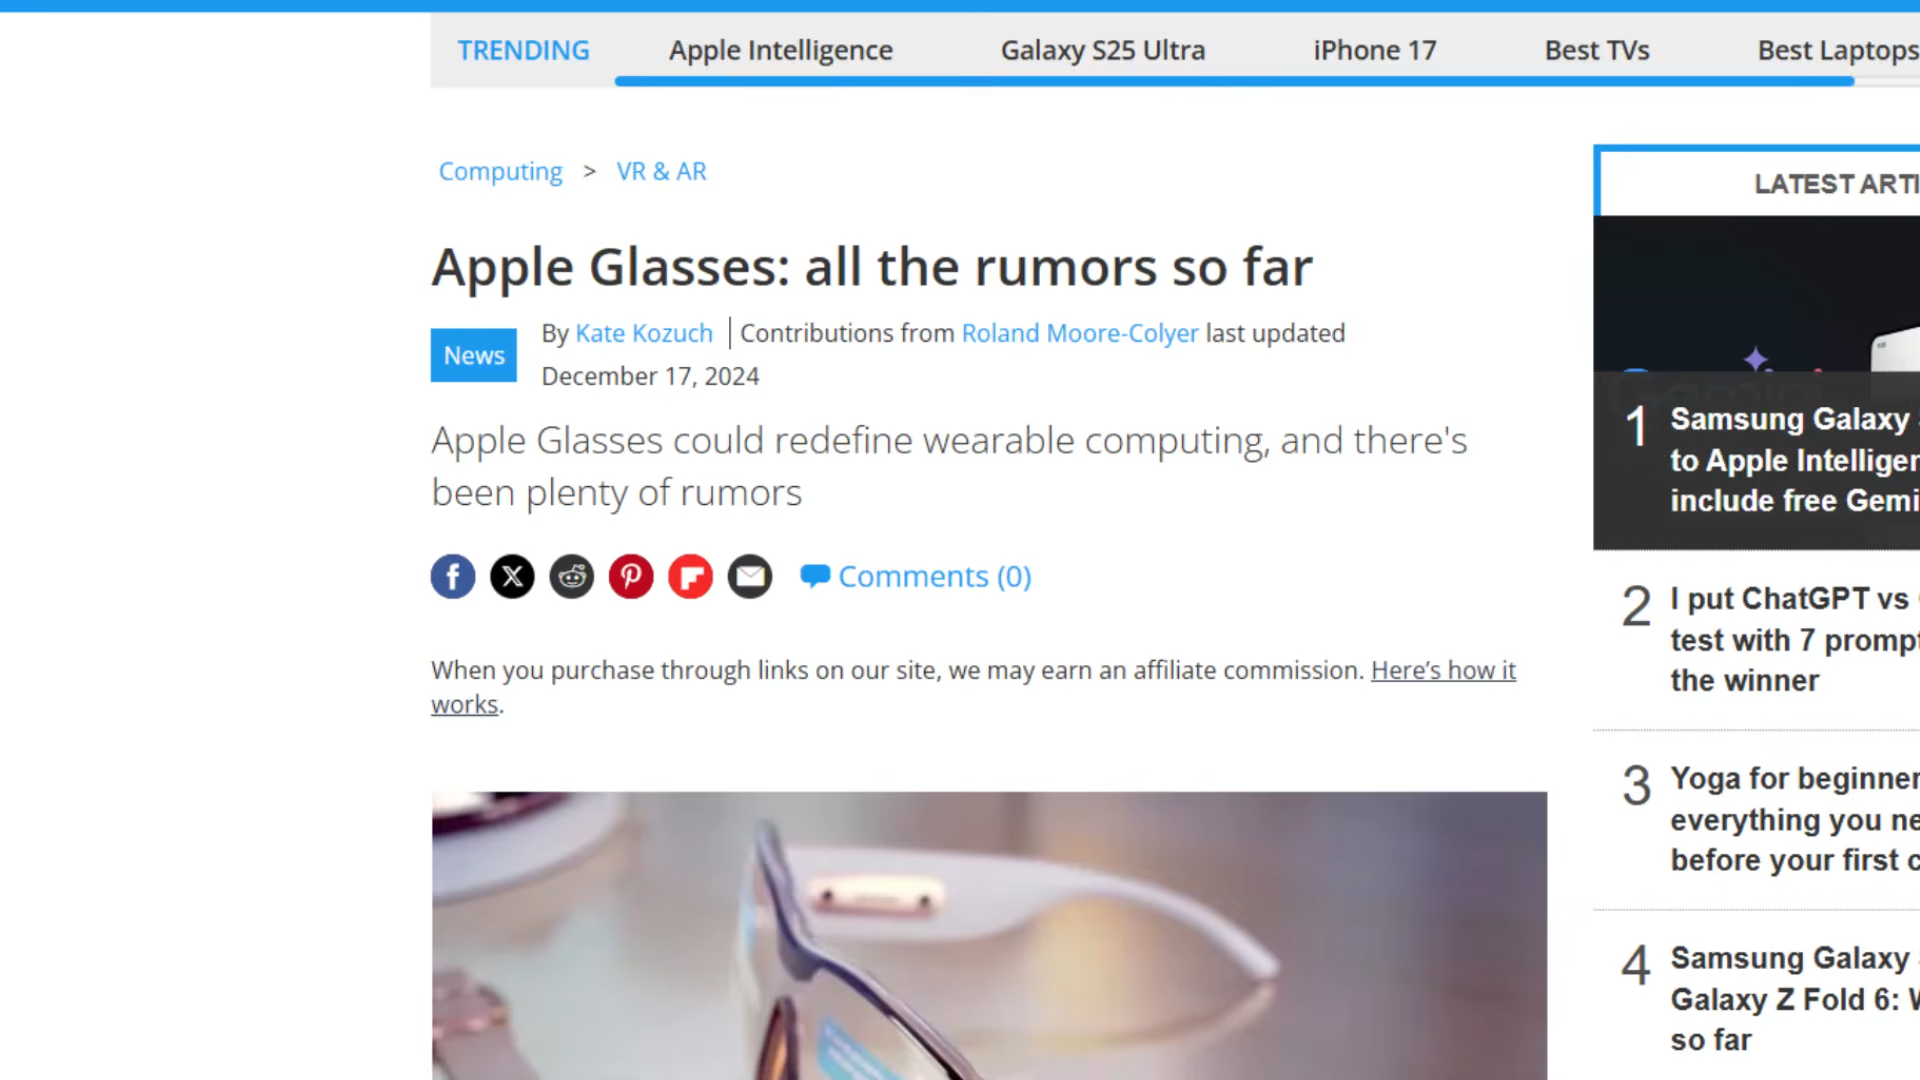 TRENDING Apple Intelligence Galaxy S25 Ultra iPhone 17 Best TVs Best Laptops
Computing > VR & AR
Apple Glasses: all the rumors so far
News
By Kate Kozuch | Contributions from Roland Moore-Colyer last updated
December 17, 2024
Apple Glasses could redefine wearable computing, and there's
been plenty of rumors
Comments (0)
When you purchase through links on our site, we may earn an affiliate commission. Here’s how it
works.
LATEST ARTI
1 Samsung Galaxy
to Apple Intelligen
include free Gemi
2 I put ChatGPT vs
test with 7 prompt
the winner
3 Yoga for beginner
everything you ne
before your first c
4 Samsung Galaxy
Galaxy Z Fold 6: W
so far